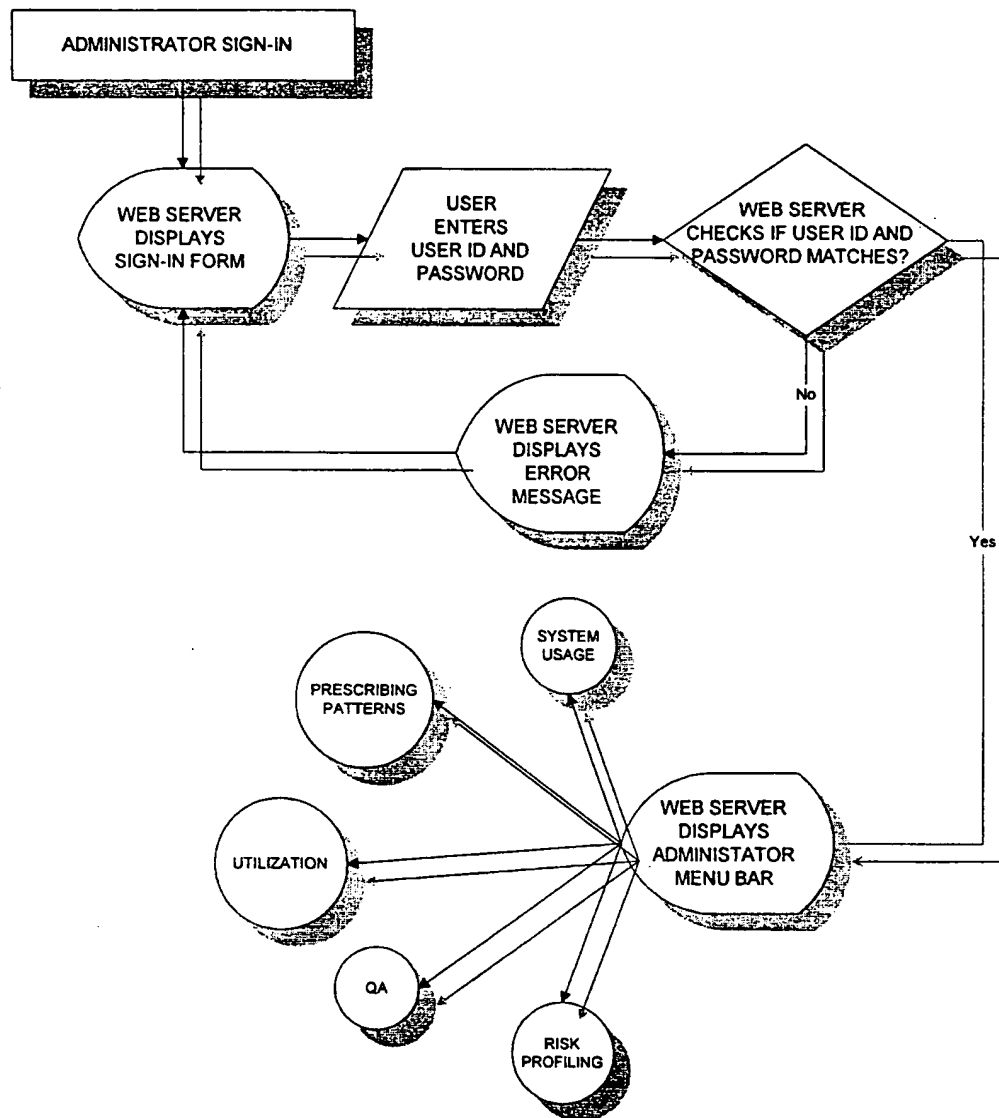 ADMINISTRATOR SIGN-IN
WEB SERVER
DISPLAYS
SIGN-IN FORM
USER
ENTERS
USER ID AND
PASSWORD
WEB SERVER
CHECKS IF USER ID AND
PASSWORD MATCHES?
No
WEB SERVER
DISPLAYS
ERROR
MESSAGE
Yes
SYSTEM
USAGE
PRESCRIBING
PATTERNS
WEB SERVER
DISPLAYS
ADMINISTATOR
MENU BAR
UTILIZATION
QA
RISK
PROFILING